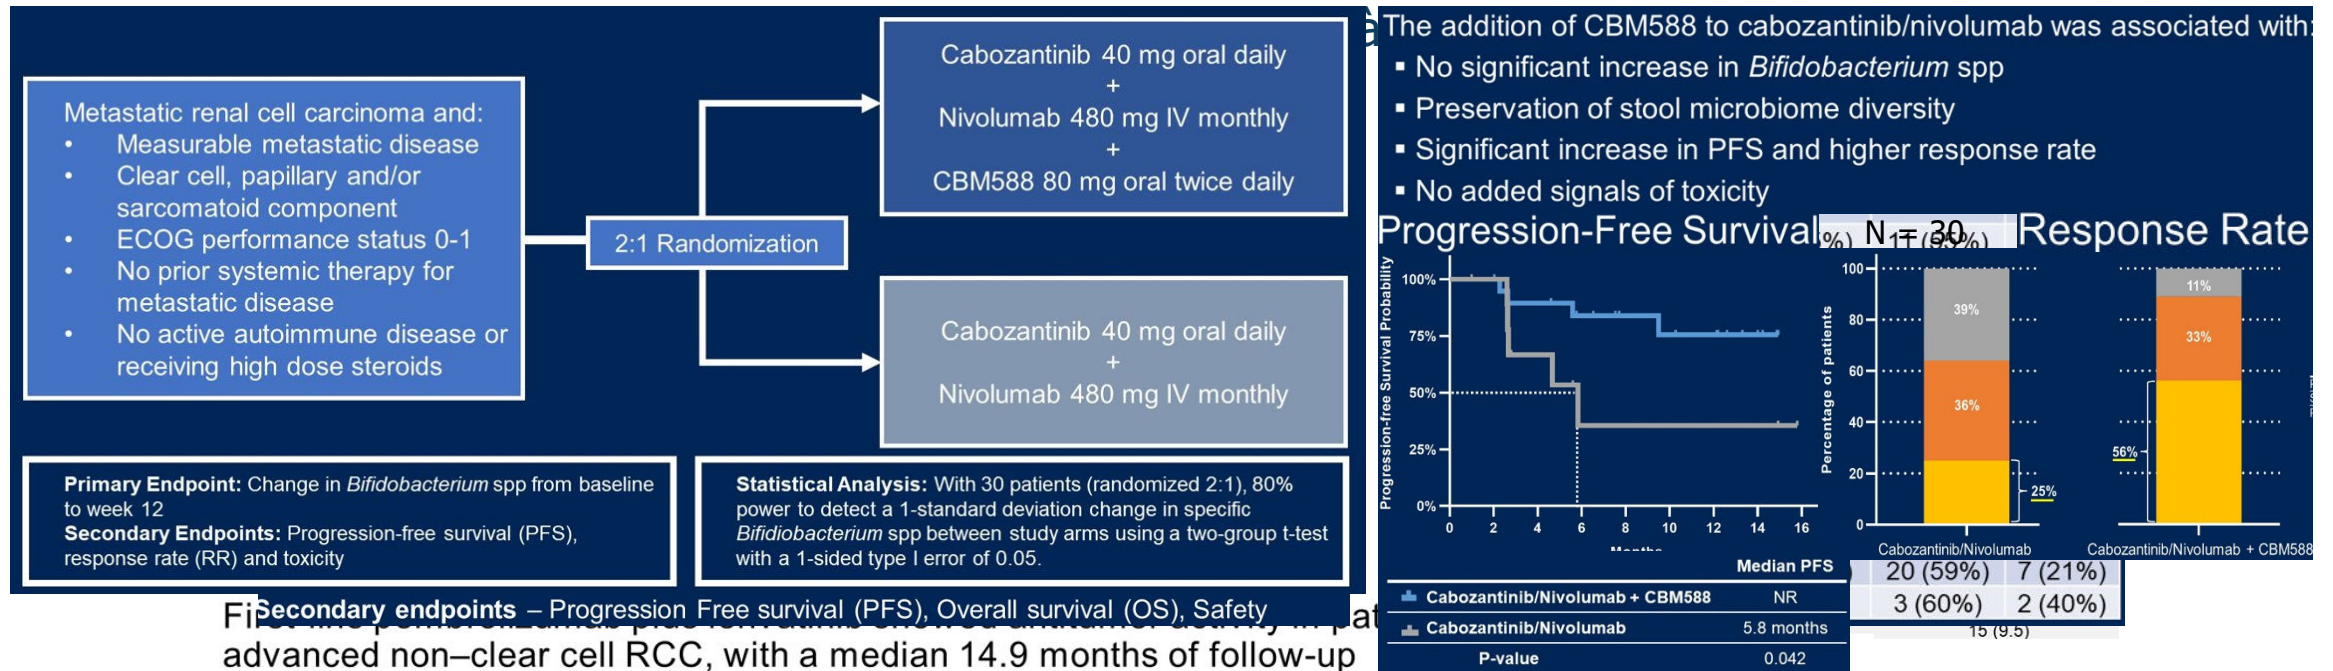 Metastatic renal cell carcinoma and:
• Measurable metastatic disease
• Clear cell, papillary and/or
sarcomatoid component
• ECOG performance status 0-1
• No prior systemic therapy for
metastatic disease
• No active autoimmune disease or
receiving high dose steroids
2:1 Randomization
Cabozantinib 40 mg oral daily
+
Nivolumab 480 mg IV monthly
+
CBM588 80 mg oral twice daily
Cabozantinib 40 mg oral daily
+
Nivolumab 480 mg IV monthly
Primary Endpoint: Change in Bifidobacterium spp from baseline
to week 12
Secondary Endpoints: Progression-free survival (PFS),
response rate (RR) and toxicity
Statistical Analysis: With 30 patients (randomized 2:1), 80%
power to detect a 1-standard deviation change in specific
Bifidiobacterium spp between study arms using a two-group t-test
with a 1-sided type I error of 0.05.
Secondary endpoints – Progression Free survival (PFS), Overall survival (OS), Safety
advanced non–clear cell RCC, with a median 14.9 months of follow-up
The addition of CBM588 to cabozantinib/nivolumab was associated with:
▪ No significant increase in Bifidobacterium spp
▪ Preservation of stool microbiome diversity
▪ Significant increase in PFS and higher response rate
▪ No added signals of toxicity
Progression-Free Survival
N = 30
Response Rate
Progression-free Survival Probability
100%
75%
50%
25%
0%
0 2 4 6 8 10 12 14 16
Months
Median PFS
Cabozantinib/Nivolumab + CBM588 NR
Cabozantinib/Nivolumab 5.8 months
P-value 0.042
Percentage of patients
100
80
60
40
20
0
39%
36%
25%
11%
33%
56%
Cabozantinib/Nivolumab
Cabozantinib/Nivolumab + CBM588
20 (59%) 7 (21%)
3 (60%) 2 (40%)
15 (9.5)